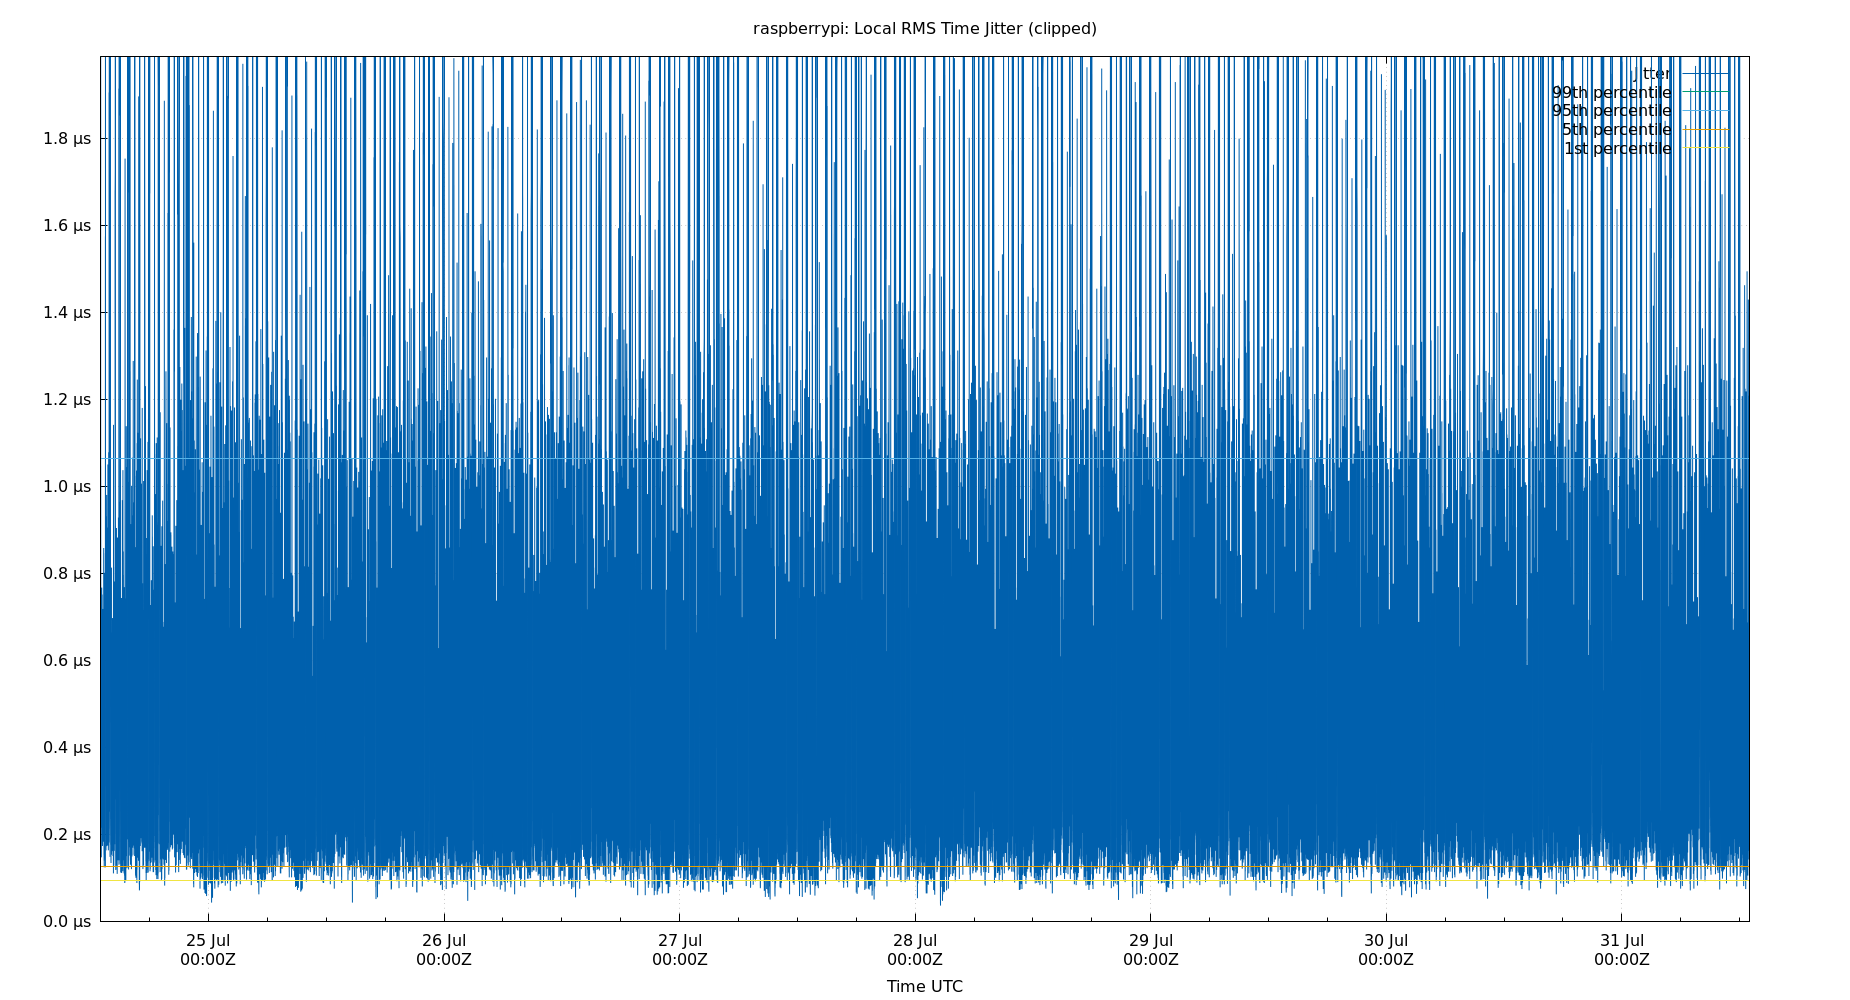 raspberrypi: Local RMS Time Jitter (clipped)
Jitter
99th percentile
95th percentile
5th percentile
1st percentile
1.8 μs
1.6 μs
1.4 μs
1.2 μs
1.0 μs
0.8 μs
0.6 μs
0.4 μs
0.2 μs
0.0 μs
25 Jul 26 Jul 27 Jul 28 Jul 29 Jul 30 Jul 31 Jul
00:00Z 00:00Z 00:00Z 00:00Z 00:00Z 00:00Z 00:00Z
Time UTC